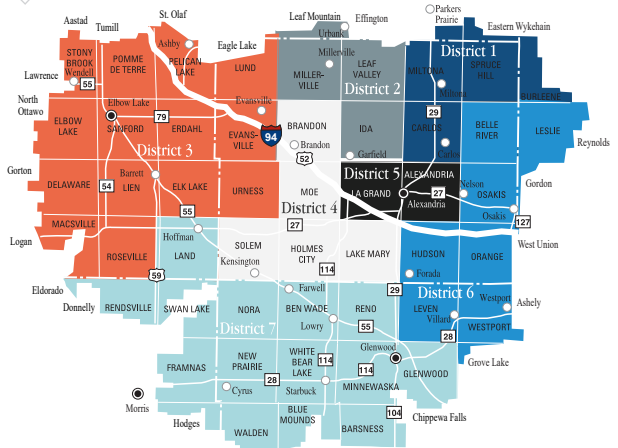 St. Olaf
Leaf Mountain
Effington
Parkers
Prairie
Aastad
Tumill
Urbank
Eastern Wykehain
Ashby
Eagle Lake
STONY
BROOK
Wendell
POMME
DE TERRE
PELICAN
LAKE
LUND
Millerville
MILLER-
VILLE
LEAF
VALLEY
District 1
MILTONA
SPRUCE
HILL
Lawrence
55
District 2
Miltona
BURLEENE
North
Ottawo
Elbow Lake
Evansville
ELBOW
LAKE
SANFORD
79
ERDAHL
EVANS-
VILLE
94
BRANDON
IDA
29
CARLOS
BELLE
RIVER
LESLIE
Reynolds
District 3
Brandon
52
Garfield
Carlos
Gorton
Barrett
District 5
ALEXANDRIA
Gordon
DELAWARE
54
LIEN
ELK LAKE
URNESS
MOE
LA GRAND
27
Nelson
OSAKIS
Alexandria
55
District 4
Osakis
127
MACSVILLE
27
Logan
Hoffman
SOLEM
West Union
ROSEVILLE
LAND
Kensington
HOLMES
CITY
LAKE MARY
HUDSON
ORANGE
59
114
Forada
Eldorado
Farwell
29
District 6
Donnelly
RENDSVILLE
SWAN LAKE
NORA
BEN WADE
RENO
LEVEN
Westport
Ashely
District 7
Lowry
55
Villard
WESTPORT
28
Glenwood
NEW
PRAIRIE
WHITE
BEAR
LAKE
114
114
Grove Lake
FRAMNAS
28
MINNEWASKA
GLENWOOD
Cyrus
Starbuck
Morris
BLUE
MOUNDS
104
Chippewa Falls
Hodges
WALDEN
BARSNESS